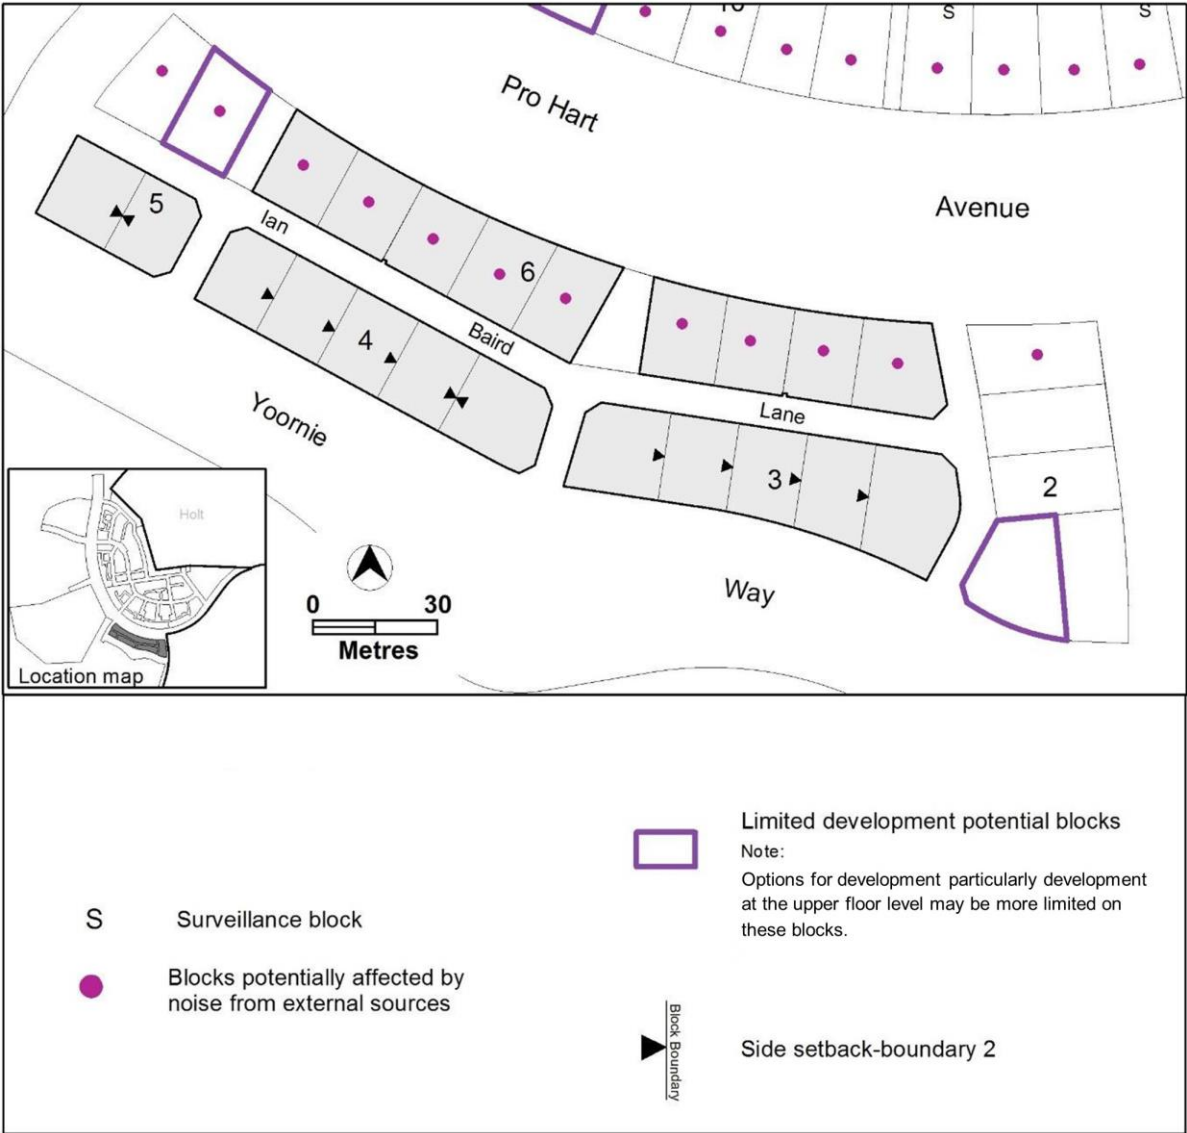 S
S
Pro Hart
Avenue
5
Ian
6
4
Baird
Yoornie
Lane
3
2
Way
Holt
Location map
0 30
Metres
Limited development potential blocks
Note:
Options for development particularly development
at the upper floor level may be more limited on
these blocks.
S Surveillance block
Blocks potentially affected by
noise from external sources
Block Boundary
Side setback-boundary 2